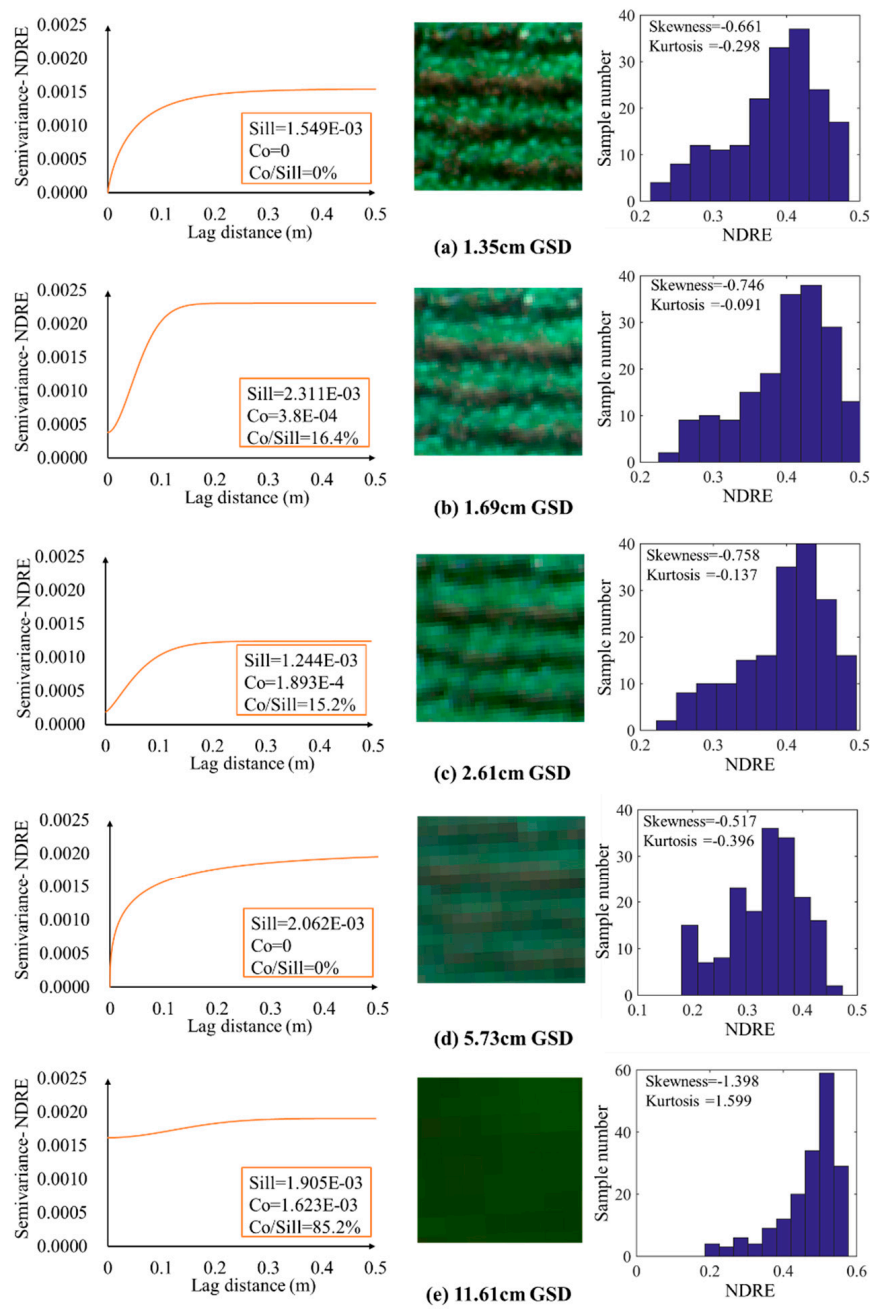 Semivariance- NDRE
0.0025
0.0020
0.0015
0.0010
0.0005
0.0000
Sill=1.549E-03
Co=0
Co/Sill=0%
0 0.1 0.2 0.3 0.4 0.5
Lag distance (m)
Sample number
40
30
20
10
0
Skewness=-0.661
Kurtosis =-0.298
0.2 0.3 0.4 0.5
NDRE
(a) 1.35cm GSD
Semivariance- NDRE
0.0025
0.0020
0.0015
0.0010
0.0005
0.0000
Sill=2.311E-03
Co=3.8E-04
Co/Sill=16.4%
0 0.1 0.2 0.3 0.4 0.5
Lag distance (m)
Sample number
40
30
20
10
0
Skewness=-0.746
Kurtosis =-0.091
0.2 0.3 0.4 0.5
NDRE
(b) 1.69cm GSD
Semivariance- NDRE
0.0025
0.0020
0.0015
0.0010
0.0005
0.0000
Sill=1.244E-03
Co=1.893E-4
Co/Sill=15.2%
0 0.1 0.2 0.3 0.4 0.5
Lag distance (m)
Sample number
40
30
20
10
0
Skewness=-0.758
Kurtosis =-0.137
0.2 0.3 0.4 0.5
NDRE
(c) 2.61cm GSD
Semivariance- NDRE
0.0025
0.0020
0.0015
0.0010
0.0005
0.0000
Sill=2.062E-03
Co=0
Co/Sill=0%
0 0.1 0.2 0.3 0.4 0.5
Lag distance (m)
Sample number
40
30
20
10
0
Skewness=-0.517
Kurtosis =-0.396
0.1 0.2 0.3 0.4 0.5
NDRE
(d) 5.73cm GSD
Semivariance- NDRE
0.0025
0.0020
0.0015
0.0010
0.0005
0.0000
Sill=1.905E-03
Co=1.623E-03
Co/Sill=85.2%
0 0.1 0.2 0.3 0.4 0.5
Lag distance (m)
Sample number
60
40
20
0
Skewness=-1.398
Kurtosis=1.599
0 0.2 0.4 0.6
NDRE
(e) 11.61cm GSD